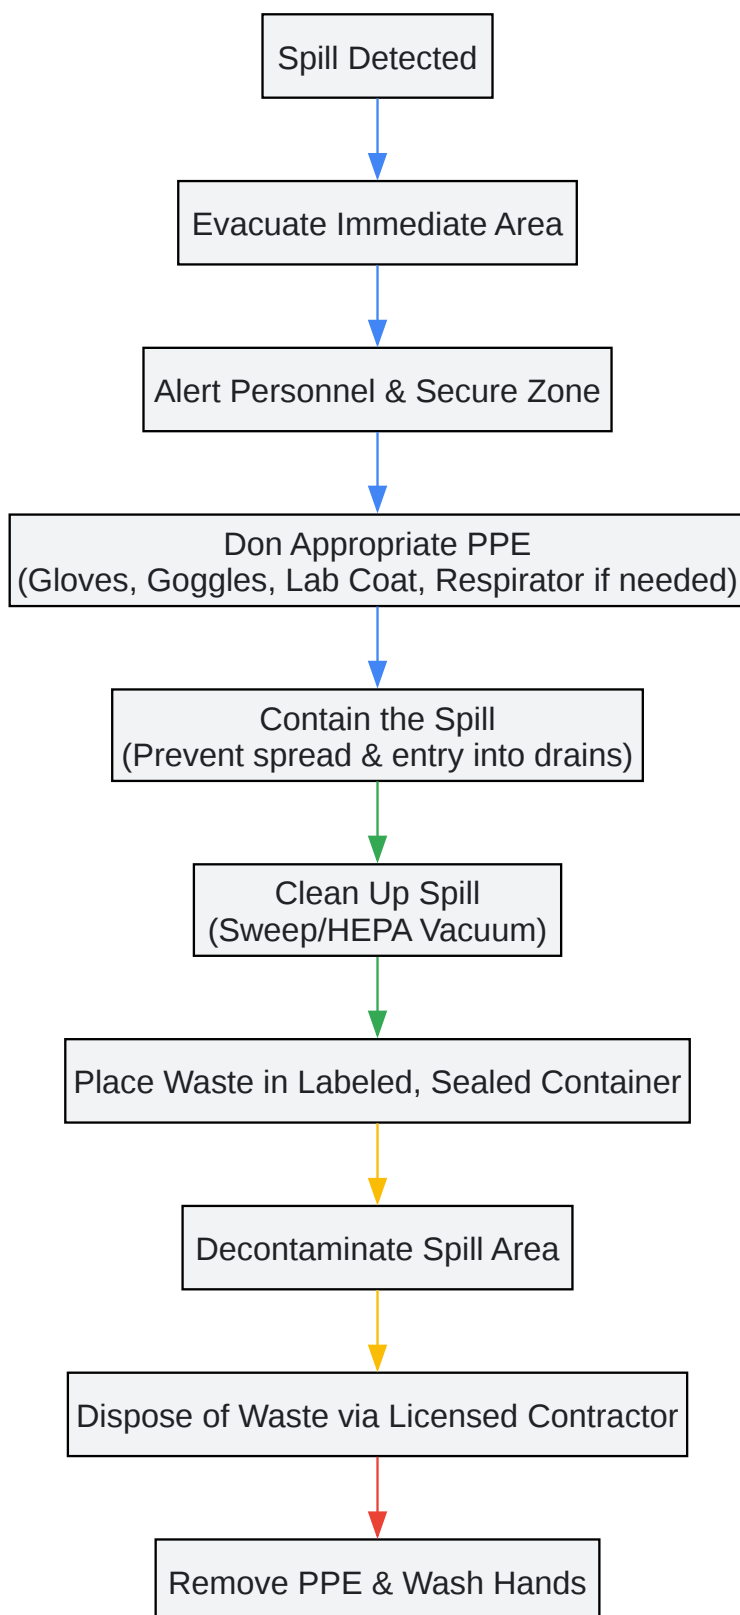 Spill Detected
Evacuate Immediate Area
Alert Personnel & Secure Zone
Don Appropriate PPE
(Gloves, Goggles, Lab Coat, Respirator if needed)
Contain the Spill
(Prevent spread & entry into drains)
Clean Up Spill
(Sweep/HEPA Vacuum)
Place Waste in Labeled, Sealed Container
Decontaminate Spill Area
Dispose of Waste via Licensed Contractor
Remove PPE & Wash Hands